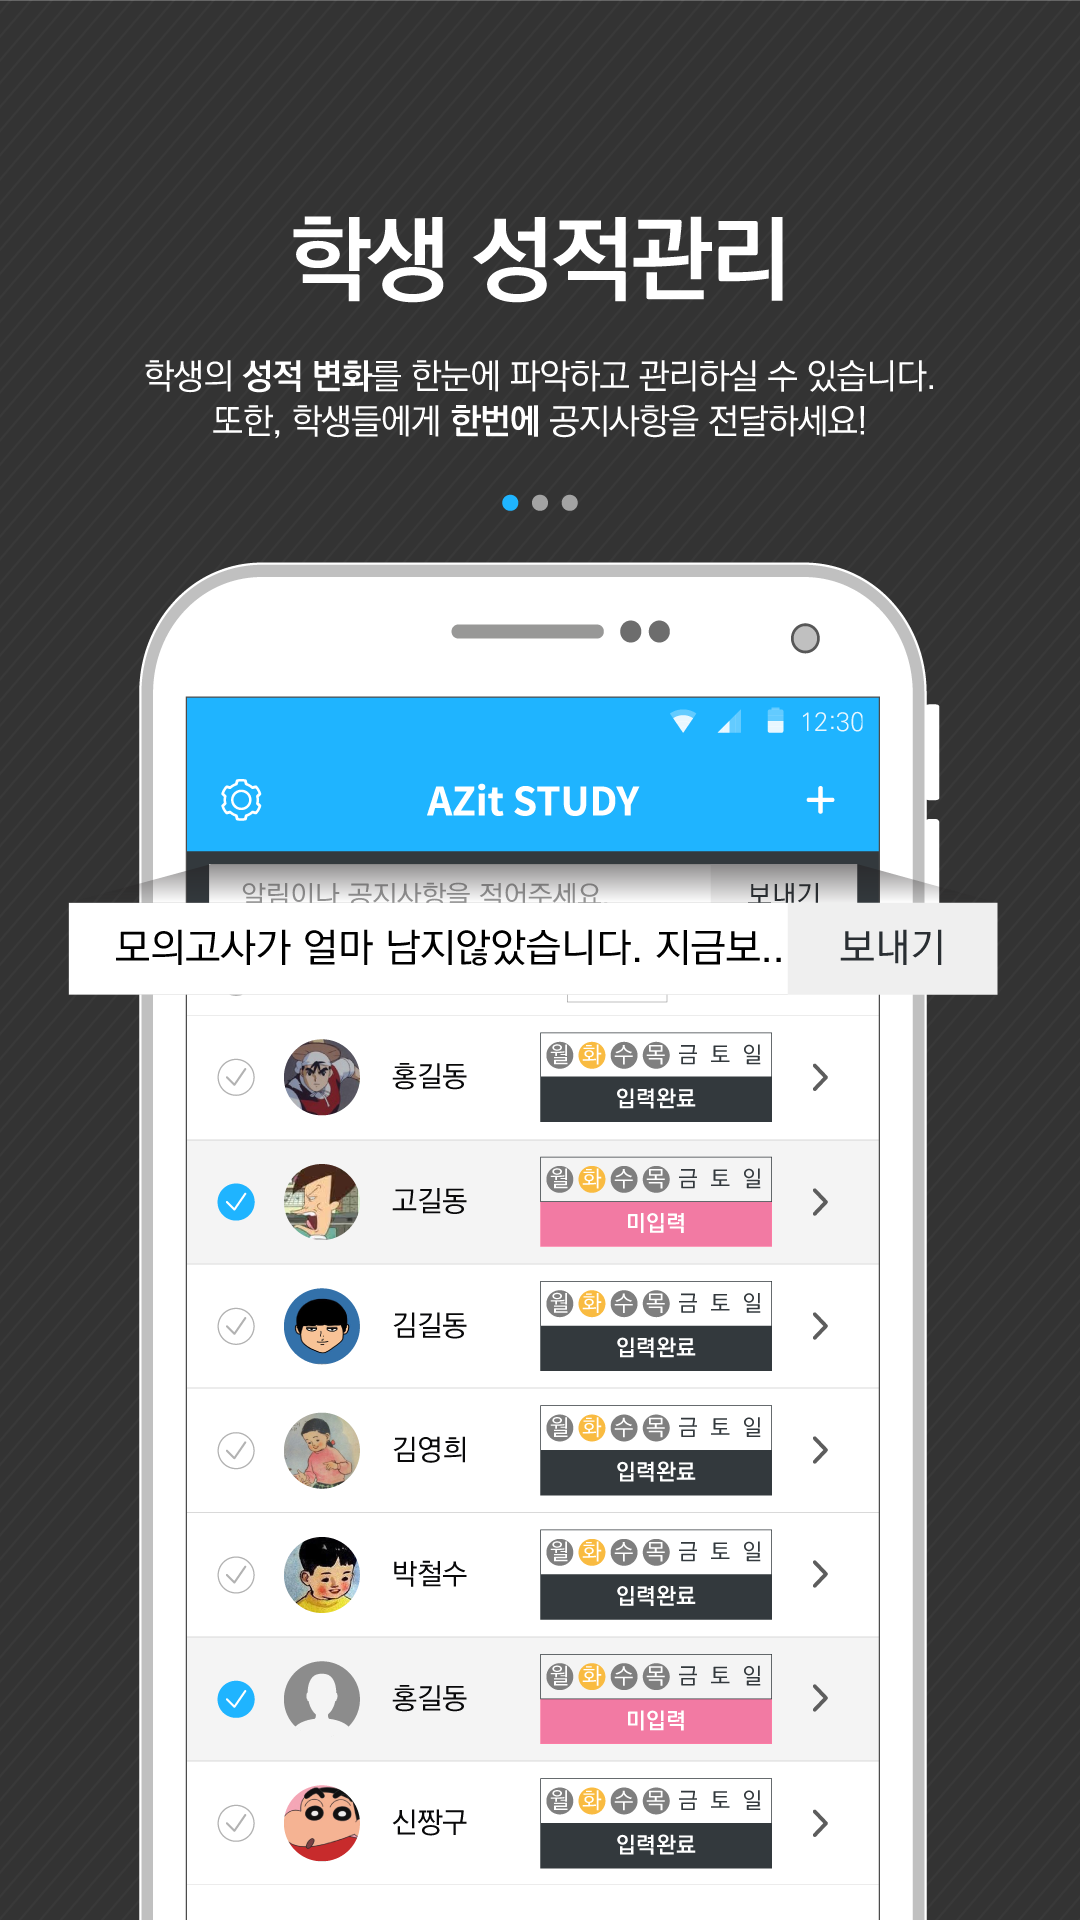 학생 성적관리
학생의 성적 변화를 한눈에 파악하고 관리하실 수 있습니다.
또한, 학생들에게 한번에 공지사항을 전달하세요!
12:30
AZit STUDY
알림이나 공지사항을 적어주세요.
보내기
모의고사가 얼마 남지않았습니다. 지금보..
보내기
월 화 수 목 금 토 일
홍길동
입력완료
월 화 수 목 금 토 일
고길동
미입력
월 화 수 목 금 토 일
김길동
입력완료
월 화 수 목 금 토 일
김영희
입력완료
월 화 수 목 금 토 일
박철수
입력완료
월 화 수 목 금 토 일
홍길동
미입력
월 화 수 목 금 토 일
신짱구
입력완료